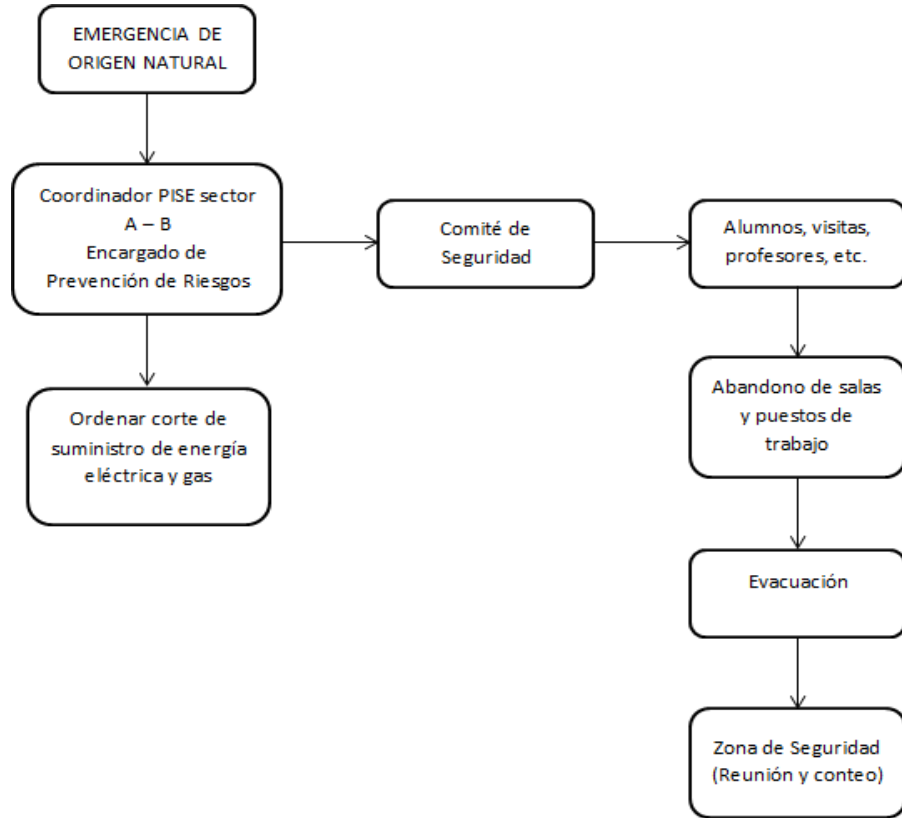 EMERGENCIA DE
ORIGEN NATURAL
Coordinador PISE sector
A – B
Encargado de
Prevención de Riesgos
Comité de
Seguridad
Alumnos, visitas,
profesores, etc.
Ordenar corte de
suministro de energía
eléctrica y gas
Abandono de salas
y puestos de
trabajo
Evacuación
Zona de Seguridad
(Reunión y conteo)